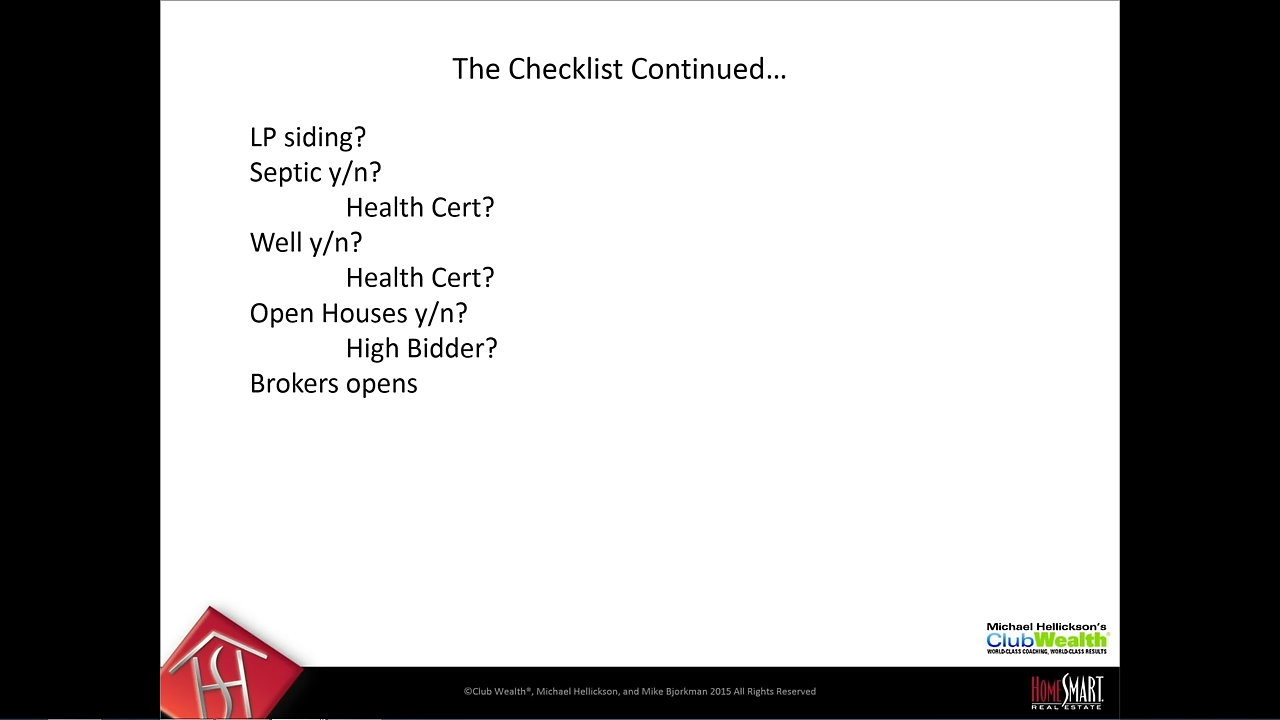 The Checklist Continued…
LP siding?
Septic y/n?
Health Cert?
Well y/n?
Health Cert?
Open Houses y/n?
High Bidder?
Brokers opens
Michael Hellickson's
ClubWealth®
WORLD-CLASS COACHING, WORLD-CLASS RESULTS
©Club Wealth®, Michael Hellickson, and Mike Bjorkman 2015 All Rights Reserved
HOMESMART
REAL ESTATE